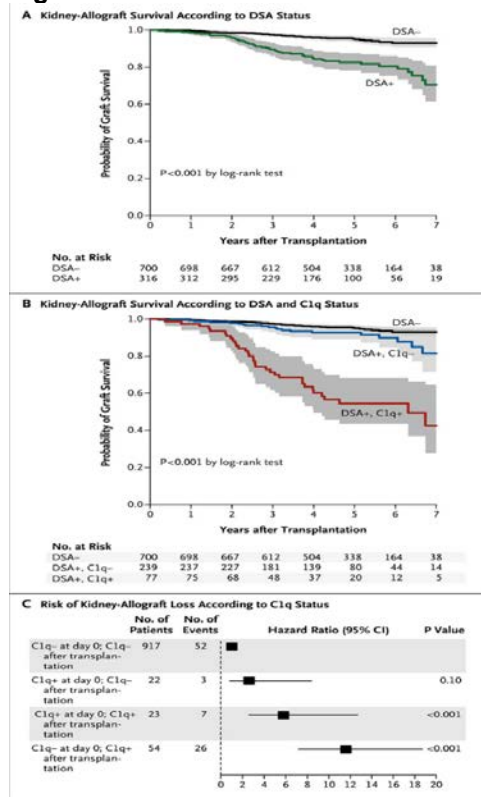 A Kidney-Allograft Survival According to DSA Status
Probability of Graft Survival
1.0
0.8
0.6
0.4
0.2
0.0
DSA−
DSA+
P<0.001 by log-rank test
0 1 2 3 4 5 6 7
Years after Transplantation
No. at Risk
DSA− 700 698 667 612 504 338 164 38
DSA+ 316 312 295 229 176 100 56 19
B Kidney-Allograft Survival According to DSA and C1q Status
Probability of Graft Survival
1.0
0.8
0.6
0.4
0.2
0.0
DSA−
DSA+, C1q−
DSA+, C1q+
P<0.001 by log-rank test
0 1 2 3 4 5 6 7
Years after Transplantation
No. at Risk
DSA− 700 698 667 612 504 338 164 38
DSA+, C1q− 239 237 227 181 139 80 44 14
DSA+, C1q+ 77 75 68 48 37 20 12 5
C Risk of Kidney-Allograft Loss According to C1q Status
No. of Patients No. of Events Hazard Ratio (95% CI) P Value
C1q− at day 0; C1q− 917 52
after transplan-
tation
C1q+ at day 0; C1q− 22 3 0.10
after transplan-
tation
C1q+ at day 0; C1q+ 23 7 <0.001
after transplan-
tation
C1q− at day 0; C1q+ 54 26 <0.001
after transplan-
tation
0 2 4 6 8 10 12 14 16 18 20